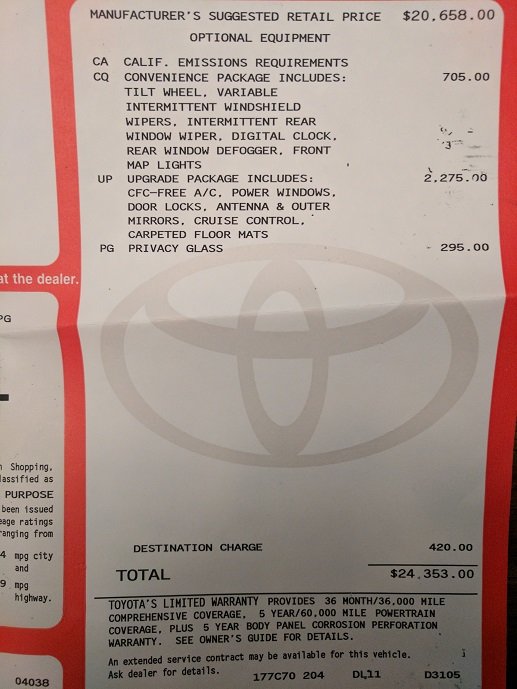 MANUFACTURER'S SUGGESTED RETAIL PRICE $20,658.00
OPTIONAL EQUIPMENT
CA CALIF. EMISSIONS REQUIREMENTS
CQ CONVENIENCE PACKAGE INCLUDES: 705.00
TILT WHEEL, VARIABLE
INTERMITTENT WINDSHIELD
WIPERS, INTERMITTENT REAR
WINDOW WIPER, DIGITAL CLOCK,
REAR WINDOW DEFOGGER, FRONT
MAP LIGHTS
UP UPGRADE PACKAGE INCLUDES: 2,275.00
CFC-FREE A/C, POWER WINDOWS,
DOOR LOCKS, ANTENNA & OUTER
MIRRORS, CRUISE CONTROL,
CARPETED FLOOR MATS
PG PRIVACY GLASS 295.00
DESTINATION CHARGE 420.00
TOTAL $24,353.00
TOYOTA'S LIMITED WARRANTY PROVIDES 36 MONTH/36,000 MILE
COMPREHENSIVE COVERAGE, 5 YEAR/60,000 MILE POWERTRAIN
COVERAGE, PLUS 5 YEAR BODY PANEL CORROSION PERFORATION
WARRANTY. SEE OWNER'S GUIDE FOR DETAILS.
An extended service contract may be available for this vehicle.
Ask dealer for details.
177C70 204 DL11 D3105
at the dealer.
PG
Shopping,
classified as
PURPOSE
been issued
ranging from
4 mpg city
and
9 mpg
highway.
04038